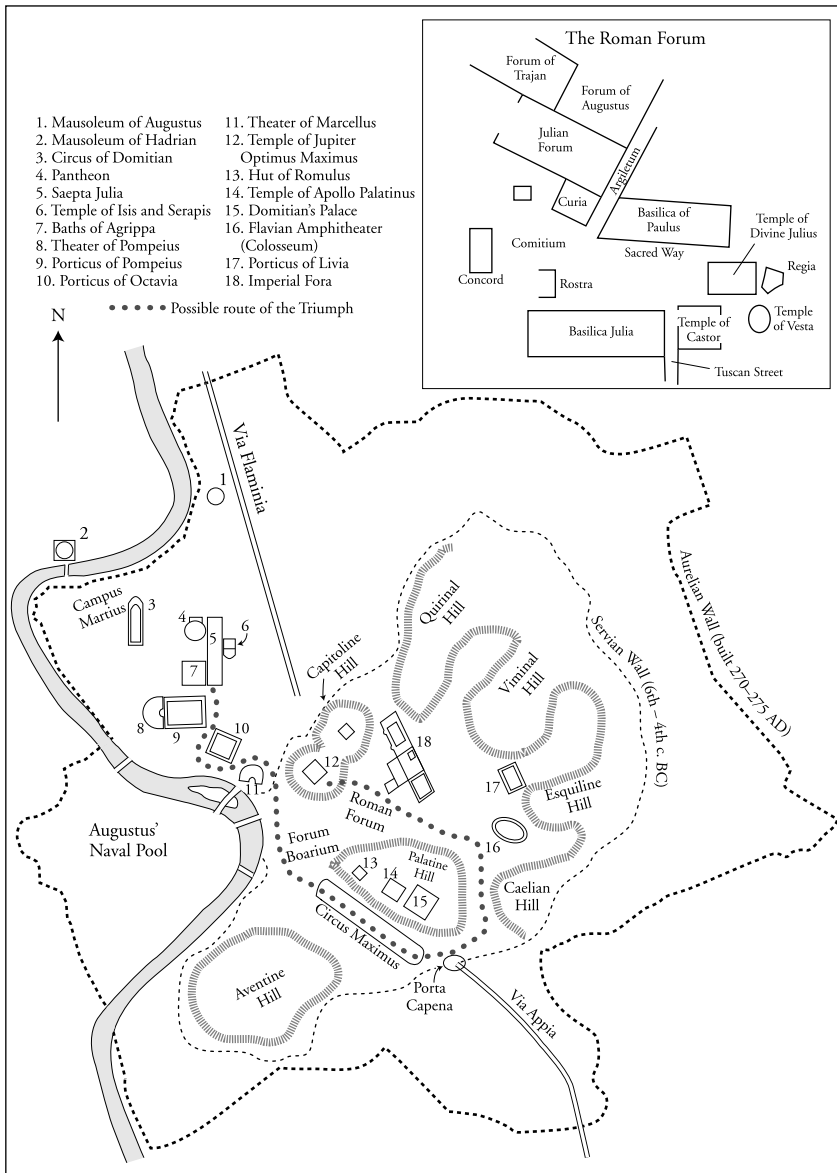 1. Mausoleum of Augustus
2. Mausoleum of Hadrian
3. Circus of Domitian
4. Pantheon
5. Saepta Julia
6. Temple of Isis and Serapis
7. Baths of Agrippa
8. Theater of Pompeius
9. Porticus of Pompeius
10. Porticus of Octavia
11. Theater of Marcellus
12. Temple of Jupiter
Optimus Maximus
13. Hut of Romulus
14. Temple of Apollo Palatinus
15. Domitian's Palace
16. Flavian Amphitheater
(Colosseum)
17. Porticus of Livia
18. Imperial Fora
Possible route of the Triumph
The Roman Forum
Forum of
Trajan
Forum of
Augustus
Julian
Forum
Argiletum
Curia
Basilica of
Paulus
Temple of
Divine Julius
Comitium
Sacred Way
Concord
Rostra
Regia
Basilica Julia
Temple of
Castor
Temple
of Vesta
Tuscan Street
N
Via Flaminia
1
2
Campus
Martius
3
4
5
6
7
8
9
10
11
Capitoline
Hill
12
Quirinal
Hill
Viminal
Hill
Servian Wall (6th – 4th c. BC)
Aurelian Wall (built 270–275 AD)
18
17
Esquiline
Hill
16
Roman
Forum
Forum
Boarium
Augustus'
Naval Pool
Palatine
Hill
13
14
15
Caelian
Hill
Circus Maximus
Aventine
Hill
Porta
Capena
Via Appia